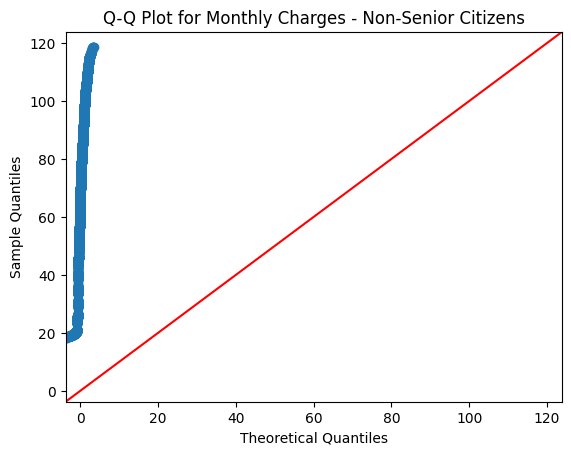 Q-Q Plot for Monthly Charges - Non-Senior Citizens
120
100
80
60
40
20
0
Sample Quantiles
0 20 40 60 80 100 120
Theoretical Quantiles